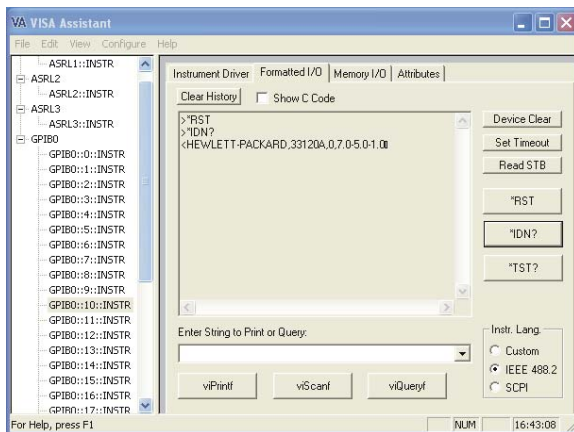 VA VISA Assistant
File Edit View Configure Help
ASRL1::INSTR
ASRL2
ASRL2::INSTR
ASRL3
ASRL3::INSTR
GPIB0
GPIB0::0::INSTR
GPIB0::1::INSTR
GPIB0::2::INSTR
GPIB0::3::INSTR
GPIB0::4::INSTR
GPIB0::5::INSTR
GPIB0::6::INSTR
GPIB0::7::INSTR
GPIB0::8::INSTR
GPIB0::9::INSTR
GPIB0::10::INSTR
GPIB0::11::INSTR
GPIB0::12::INSTR
GPIB0::13::INSTR
GPIB0::14::INSTR
GPIB0::15::INSTR
GPIB0::16::INSTR
GPIB0::17::INSTR
Instrument Driver Formatted I/O Memory I/O Attributes
Clear History Show C Code
>*RST
>*IDN?
<HEWLETT-PACKARD,33120A,0,7.0-5.0-1.0
Device Clear
Set Timeout
Read STB
*RST
*IDN?
*TST?
Enter String to Print or Query:
viPrintf viScanf viQueryf
Instr. Lang.
Custom
IEEE 488.2
SCPI
For Help, press F1 NUM 16:43:08